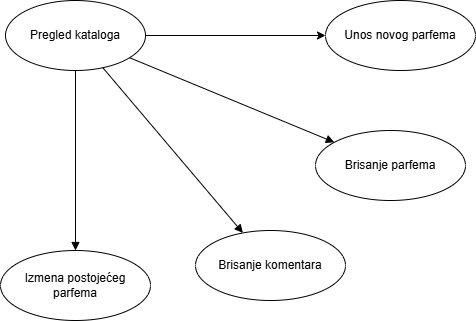 Pregled kataloga
Unos novog parfema
Brisanje parfema
Brisanje komentara
Izmena postojećeg
parfema